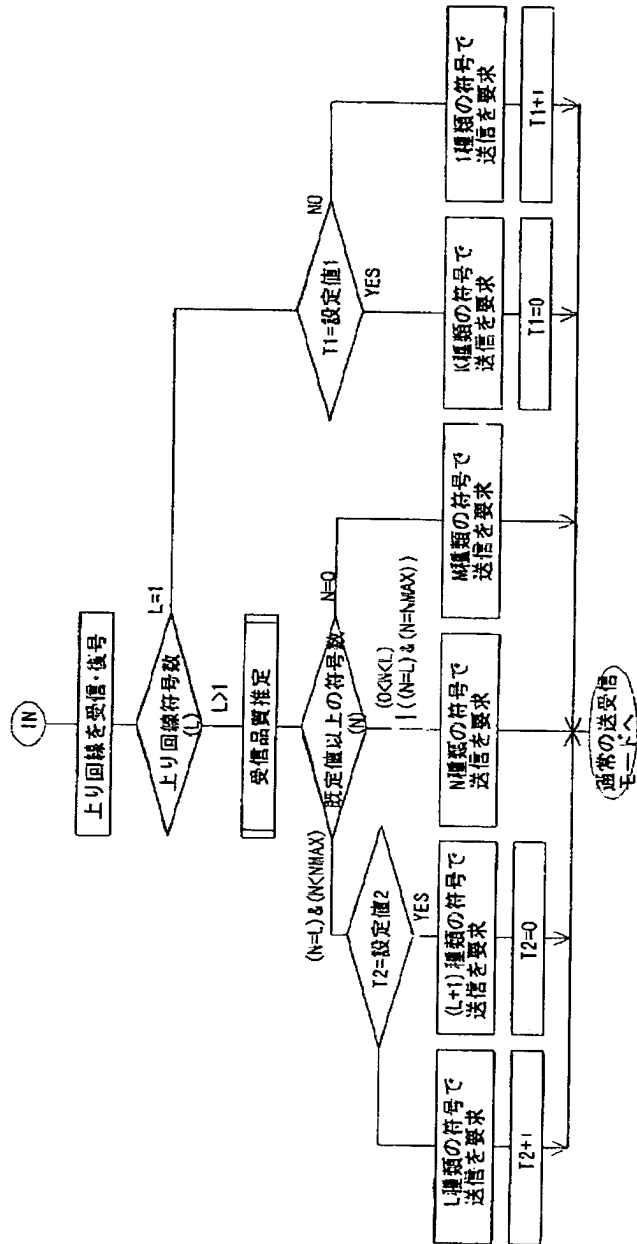 IN
上り回線を受信・復号
上り回線符号数
(L)
L=1
L>1
受信品質推定
既定値以上の符号数
(N)
(N=L)&(N<NMAX)
N=0
(0<N<L)
|((N=L)&(N=NMAX))
T2=設定値2
YES
T1=設定値1
NO
YES
L種類の符号で
送信を要求
T2+1
(L+1)種類の符号で
送信を要求
T2=0
N種類の符号で
送信を要求
M種類の符号で
送信を要求
K種類の符号で
送信を要求
T1=0
1種類の符号で
送信を要求
T1+1
通常の送受信
モードへ